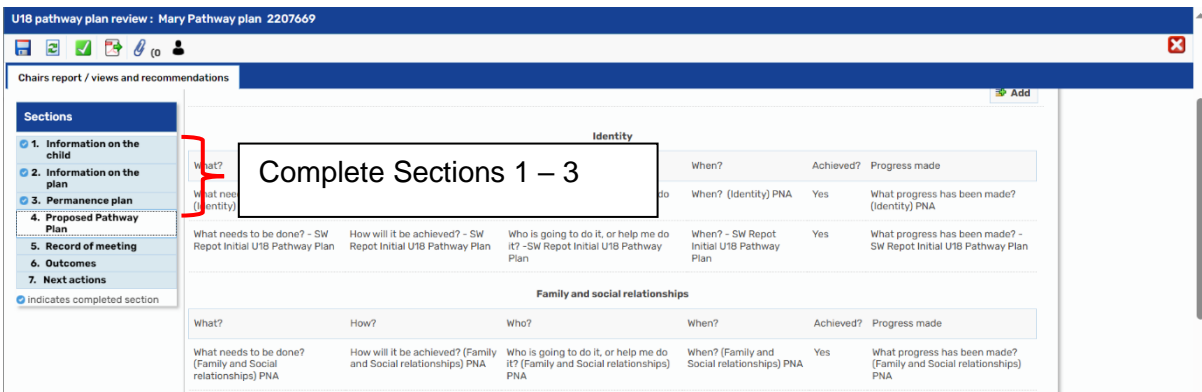 U18 pathway plan review : Mary Pathway plan 2207669
(0
Chairs report / views and recommendations
Add
Sections
1. Information on the
child
2. Information on the
plan
3. Permanence plan
4. Proposed Pathway
Plan
5. Record of meeting
6. Outcomes
7. Next actions
indicates completed section
Complete Sections 1 – 3
Identity
What? When? Achieved? Progress made
What do When? (Identity) PNA Yes What progress has been made?
(Identity) (Identity) PNA
What needs to be done? - SW How will it be achieved? - SW Who is going to do it, or help me do When? - SW Repot Yes What progress has been made? -
Repot Initial U18 Pathway Plan Repot Initial U18 Pathway Plan it? -SW Repot Initial U18 Pathway Initial U18 Pathway SW Repot Initial U18 Pathway Plan
Plan Plan
Family and social relationships
What? How? Who? When? Achieved? Progress made
What needs to be done? How will it be achieved? (Family Who is going to do it, or help me do When? (Family and Yes What progress has been made?
(Family and Social and Social relationships) PNA it? (Family and Social relationships) Social relationships) PNA (Family and Social relationships)
relationships) PNA PNA PNA